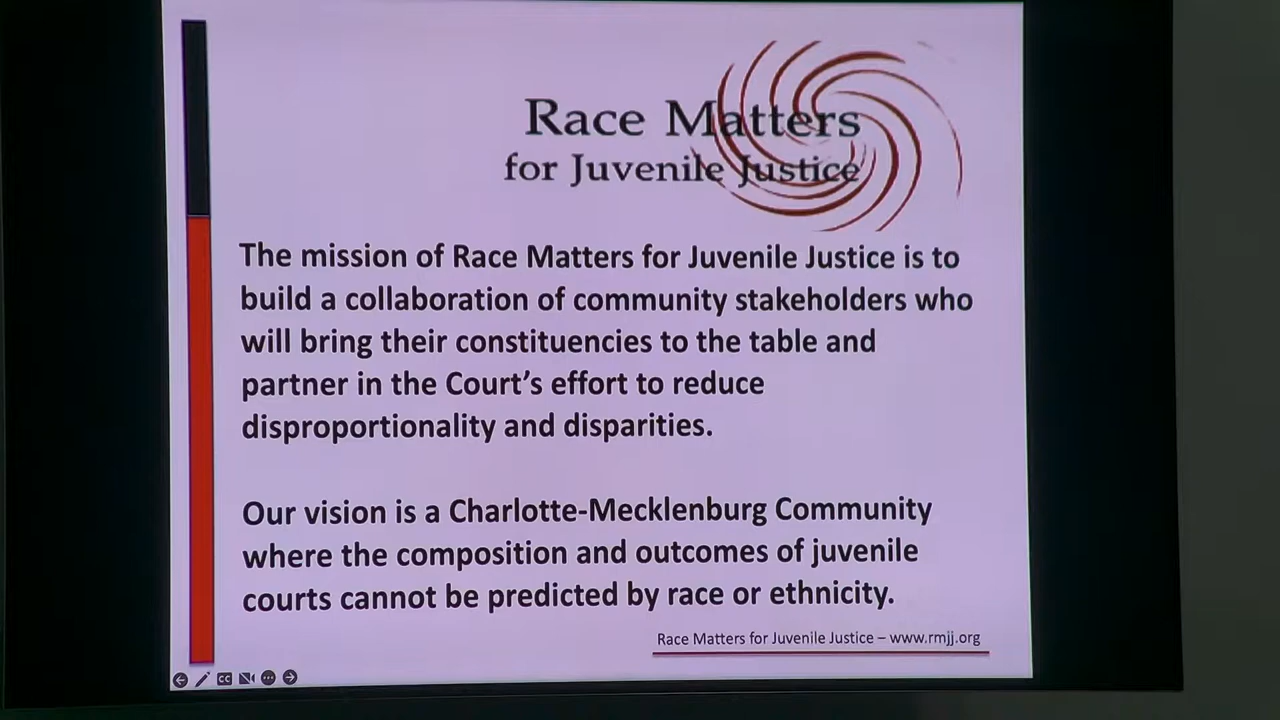 Race Matters
for Juvenile Justice
The mission of Race Matters for Juvenile Justice is to
build a collaboration of community stakeholders who
will bring their constituencies to the table and
partner in the Court’s effort to reduce
disproportionality and disparities.
Our vision is a Charlotte-Mecklenburg Community
where the composition and outcomes of juvenile
courts cannot be predicted by race or ethnicity.
Race Matters for Juvenile Justice – www.rmjj.org
CC